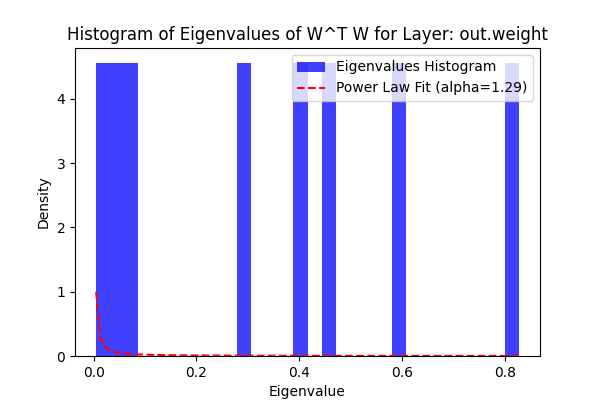 Histogram of Eigenvalues of W^T W for Layer: out.weight
Eigenvalues Histogram
Power Law Fit (alpha=1.29)
Density
4
3
2
1
0
0.0 0.2 0.4 0.6 0.8
Eigenvalue